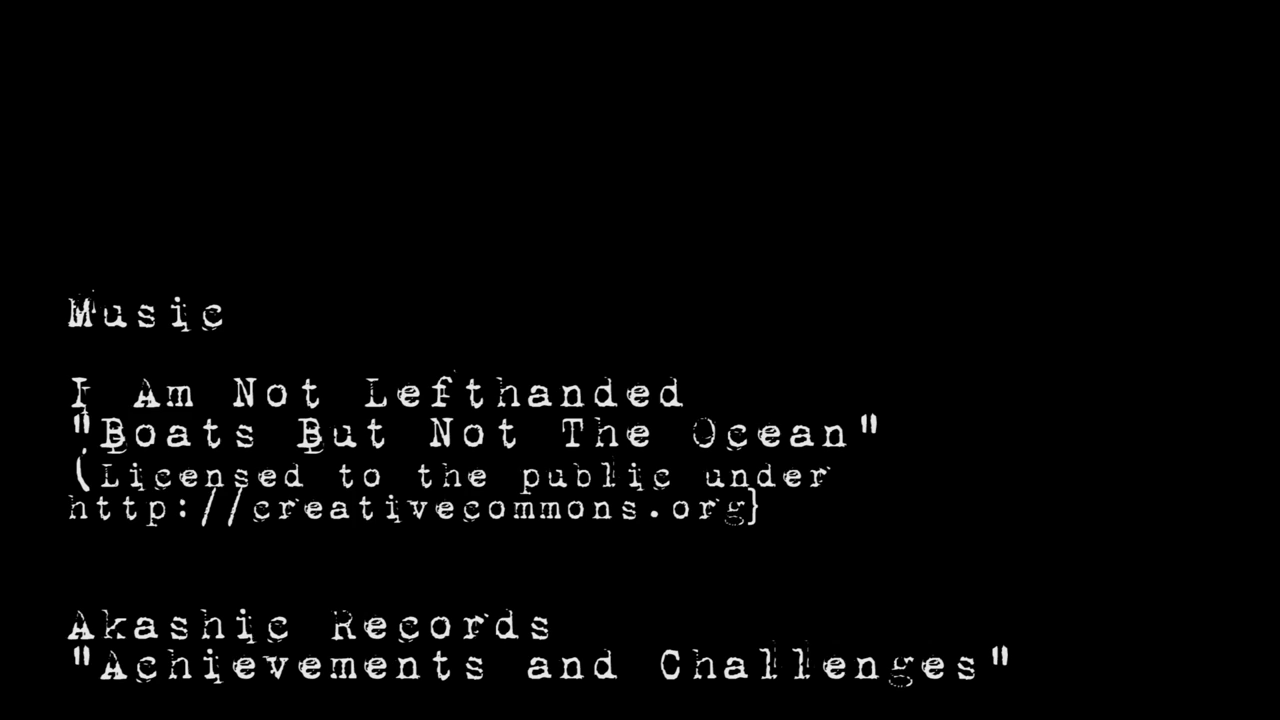 Music
I Am Not Lefthanded
"Boats But Not The Ocean"
(Licensed to the public under
http://creativecommons.org)
Akashic Records
"Achievements and Challenges"